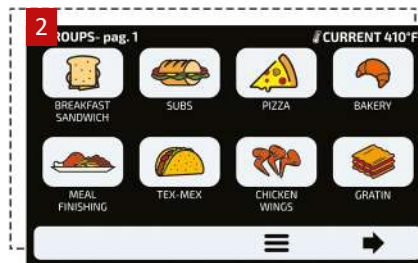 2
ROUPS- pag. 1
CURRENT 410°F
BREAKFAST
SANDWICH
SUBS
PIZZA
BAKERY
MEAL
FINISHING
TEX-MEX
CHICKEN
WINGS
GRATIN